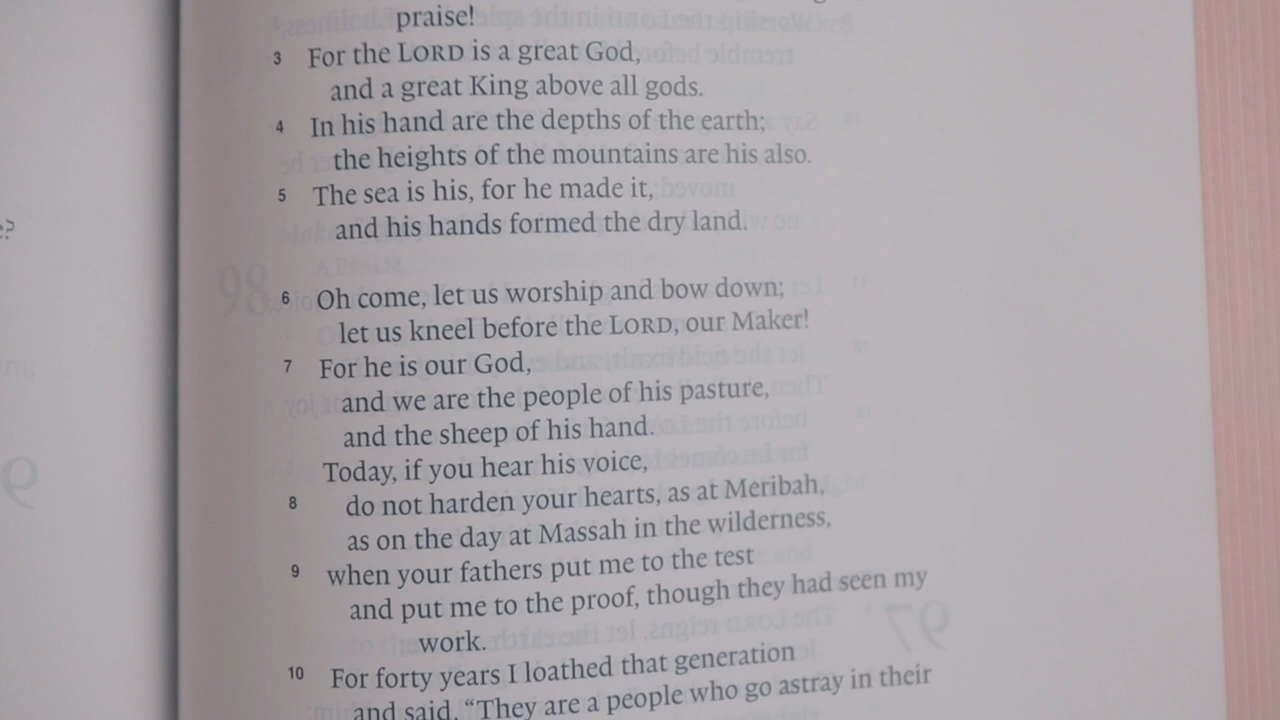 praise!
3 For the LORD is a great God,
and a great King above all gods.
4 In his hand are the depths of the earth;
the heights of the mountains are his also.
5 The sea is his, for he made it,
and his hands formed the dry land.
6 Oh come, let us worship and bow down;
let us kneel before the LORD, our Maker!
7 For he is our God,
and we are the people of his pasture,
and the sheep of his hand.
Today, if you hear his voice,
8 do not harden your hearts, as at Meribah,
as on the day at Massah in the wilderness,
9 when your fathers put me to the test
and put me to the proof, though they had seen my
work.
10 For forty years I loathed that generation
and said, “They are a people who go astray in their